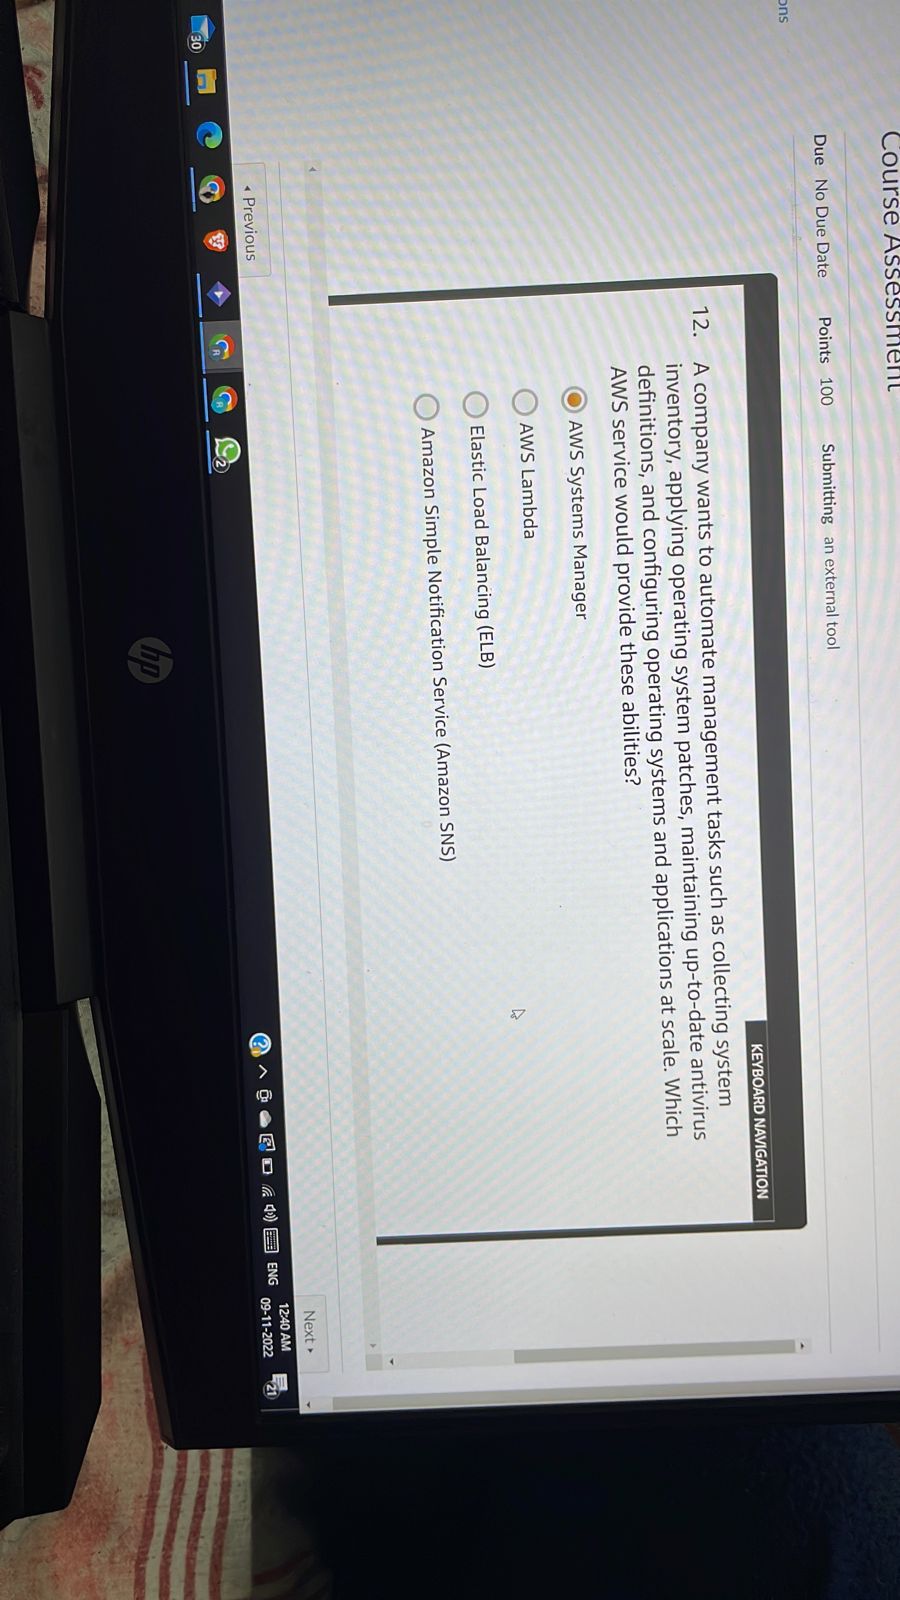 ons
Course Assessment
Due No Due Date Points 100 Submitting an external tool
KEYBOARD NAVIGATION
12. A company wants to automate management tasks such as collecting system
inventory, applying operating system patches, maintaining up-to-date antivirus
definitions, and configuring operating systems and applications at scale. Which
AWS service would provide these abilities?
AWS Systems Manager
AWS Lambda
Elastic Load Balancing (ELB)
Amazon Simple Notification Service (Amazon SNS)
◂ Previous
Next ▸
30
R
R
2
ENG
12:40 AM
09-11-2022
21
hp